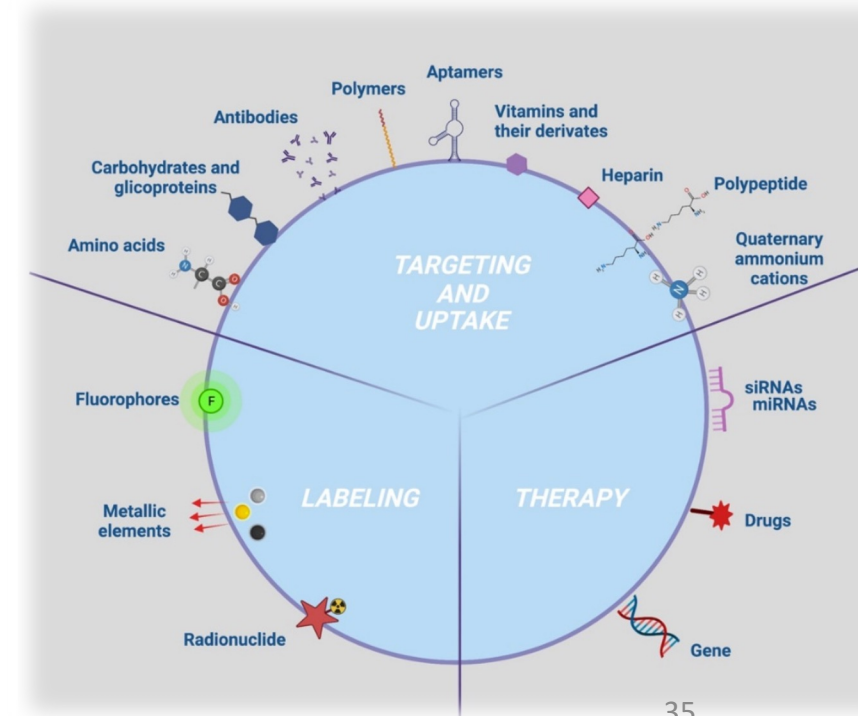 Aptamers
Polymers
Vitamins and
their derivates
Antibodies
Heparin
Carbohydrates and
glicoproteins
Polypeptide
Amino acids
Quaternary
ammonium
cations
TARGETING
AND
UPTAKE
Fluorophores
F
siRNAs
miRNAs
LABELING
THERAPY
Metallic
elements
Drugs
Radionuclide
Gene
35